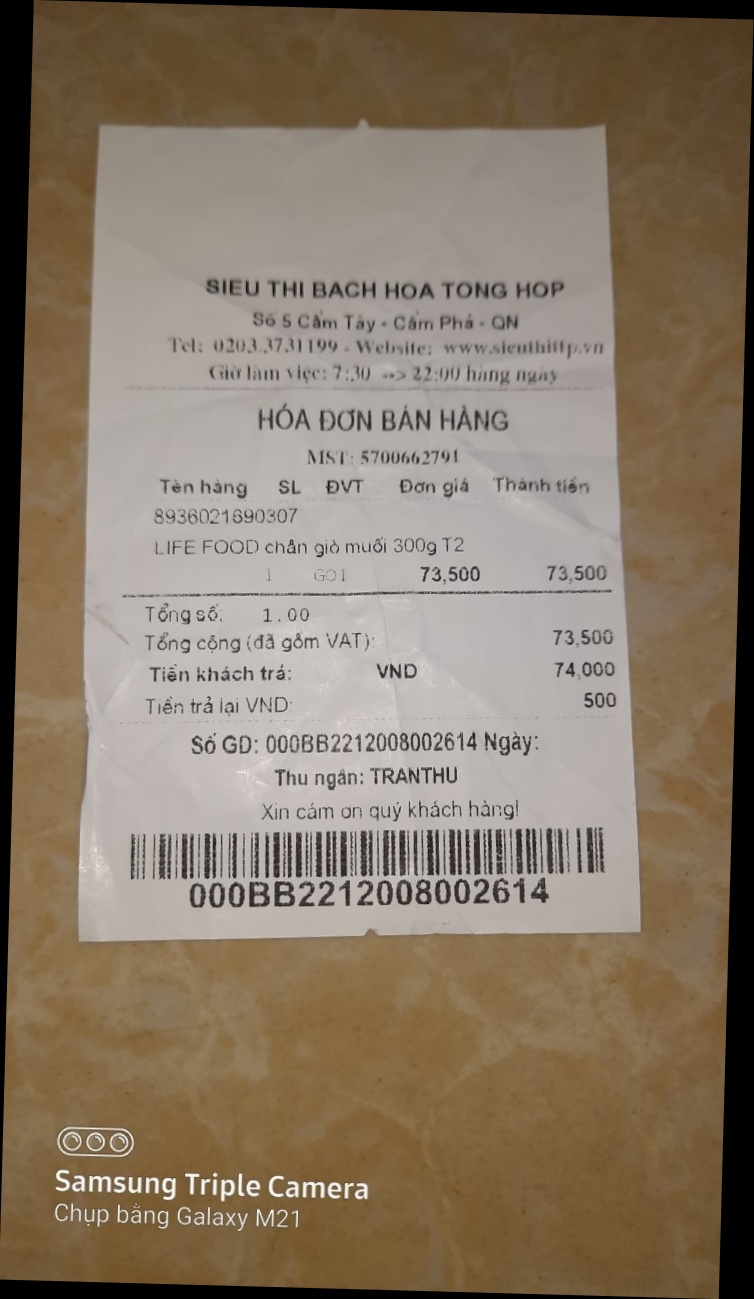 SIEU THI BACH HOA TONG HOP
Số 5 Cẩm Tây - Cẩm Phả - QN
Tel: 0203.3731199 - Website: www.sieuthittp.vn
Giờ làm việc: 7:30 --> 22:00 hàng ngày
HÓA ĐƠN BÁN HÀNG
MST: 5700662791
Tên hàng SL ĐVT Đơn giá Thành tiền
8936021690307
LIFE FOOD chân giò muối 300g T2
1 GOI 73,500 73,500
Tổng số: 1.00
Tổng cộng (đã gồm VAT): 73,500
Tiền khách trả: VND 74,000
Tiền trả lại VND: 500
Số GD: 000BB2212008002614 Ngày:
Thu ngân: TRANTHU
Xin cám ơn quý khách hàng!
000BB2212008002614
Samsung Triple Camera
Chụp bằng Galaxy M21